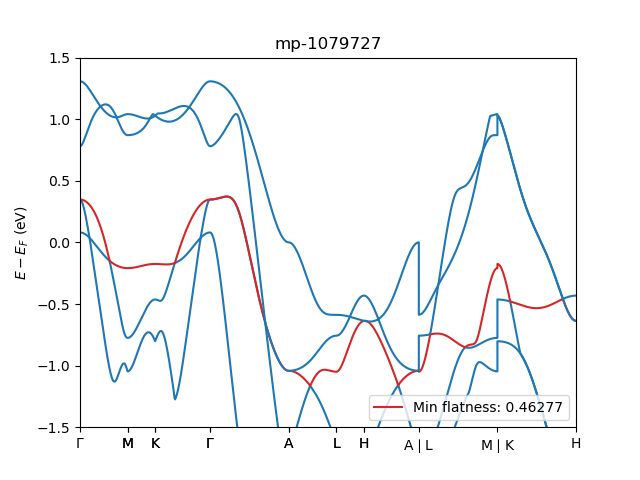 mp-1079727
E − E_F (eV)
1.5
1.0
0.5
0.0
−0.5
−1.0
−1.5
Min flatness: 0.46277
Γ M K Γ A L H A | L M | K H